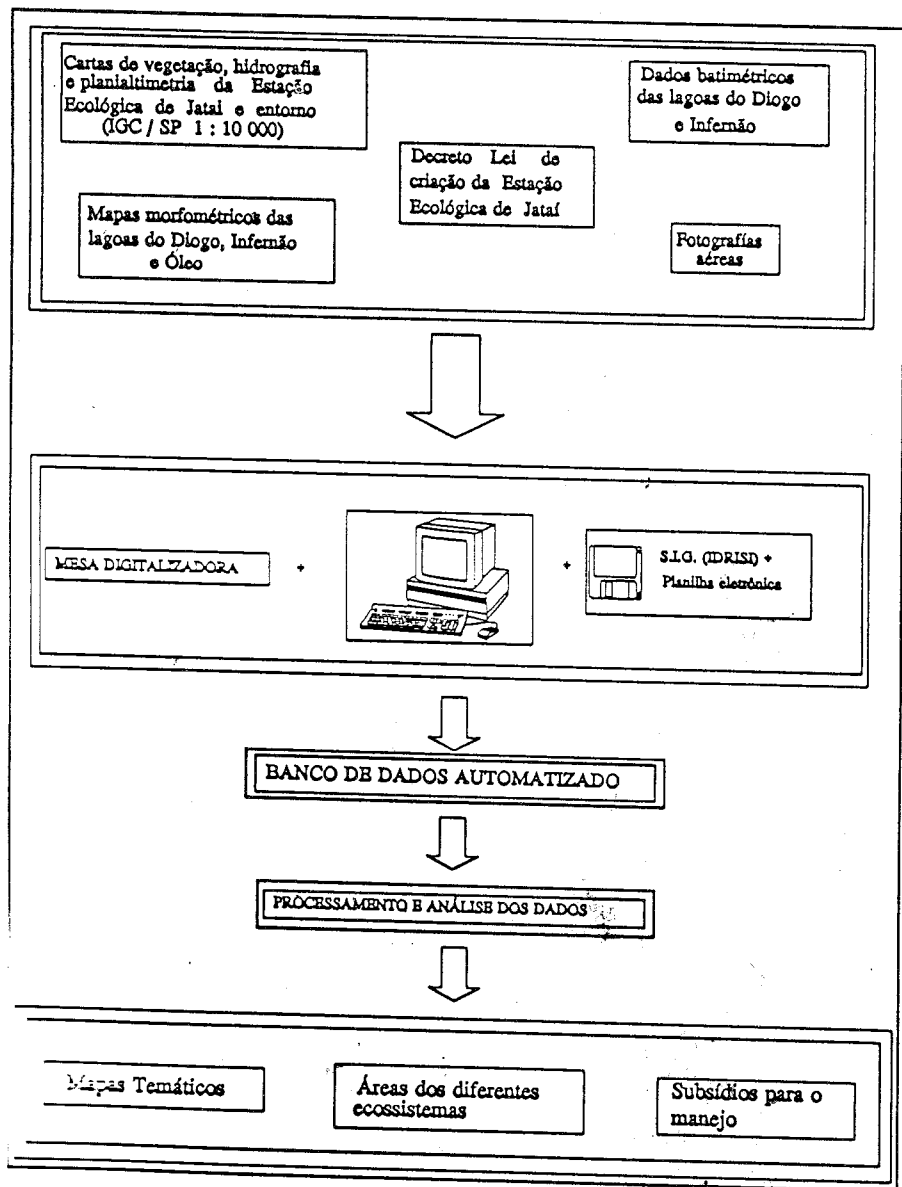 Cartas de vegetação, hidrografia
e planialtimetria da Estação
Ecológica de Jatai e entorno
(IGC / SP 1 : 10 000)
Dados batimétricos
das lagoas do Diogo
e Infernão
Decreto Lei de
criação da Estação
Ecológica de Jataí
Mapas morfométricos das
lagoas do Diogo, Infernão
e Óleo
Fotografías
aéreas
MESA DIGITALIZADORA
+
+
S.I.G. (IDRISI) +
Planilha eletrônica
BANCO DE DADOS AUTOMATIZADO
PROCESSAMENTO E ANÁLISE DOS DADOS
Mapas Temáticos
Áreas dos diferentes
ecossistemas
Subsídios para o
manejo